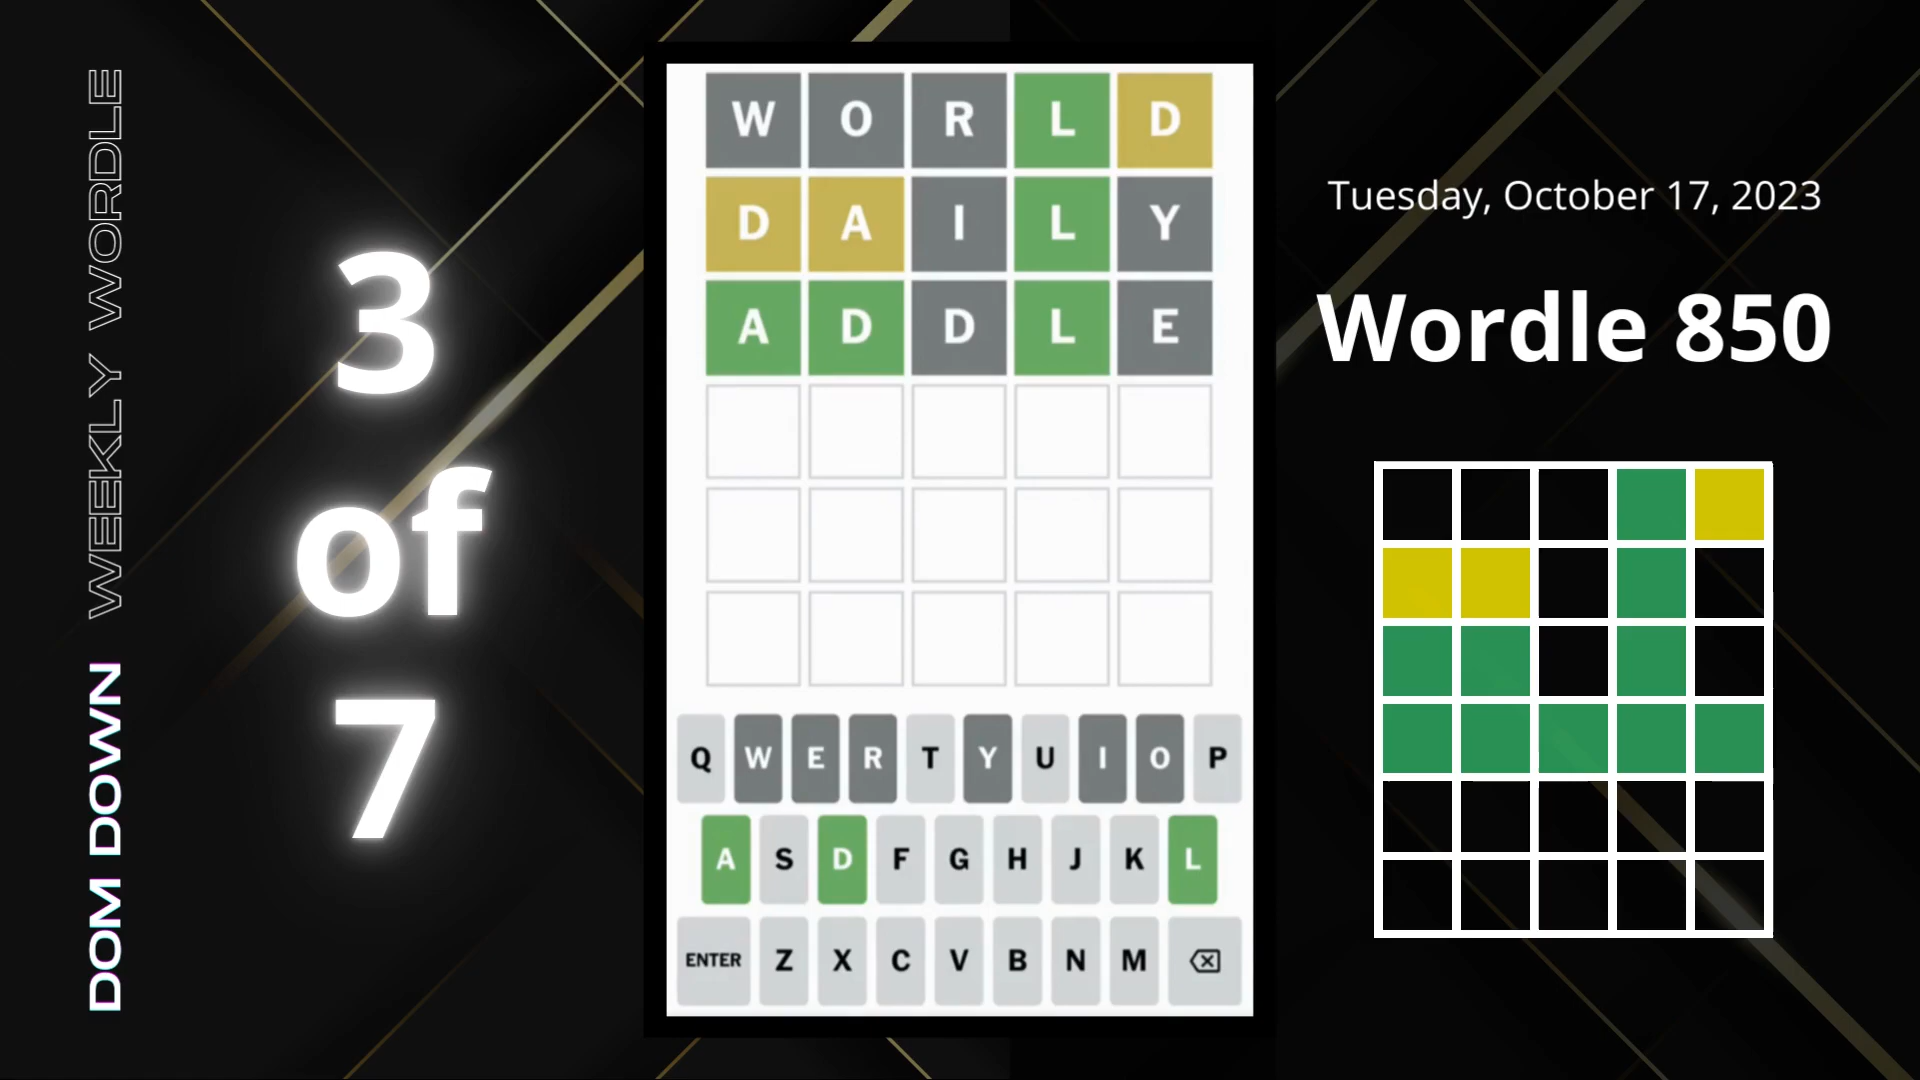 DOM DOWN WEEKLY WORDLE
3
of
7
W O R L D
D A I L Y
A D D L E
Q W E R T Y U I O P
A S D F G H J K L
ENTER Z X C V B N M
Tuesday, October 17, 2023
Wordle 850